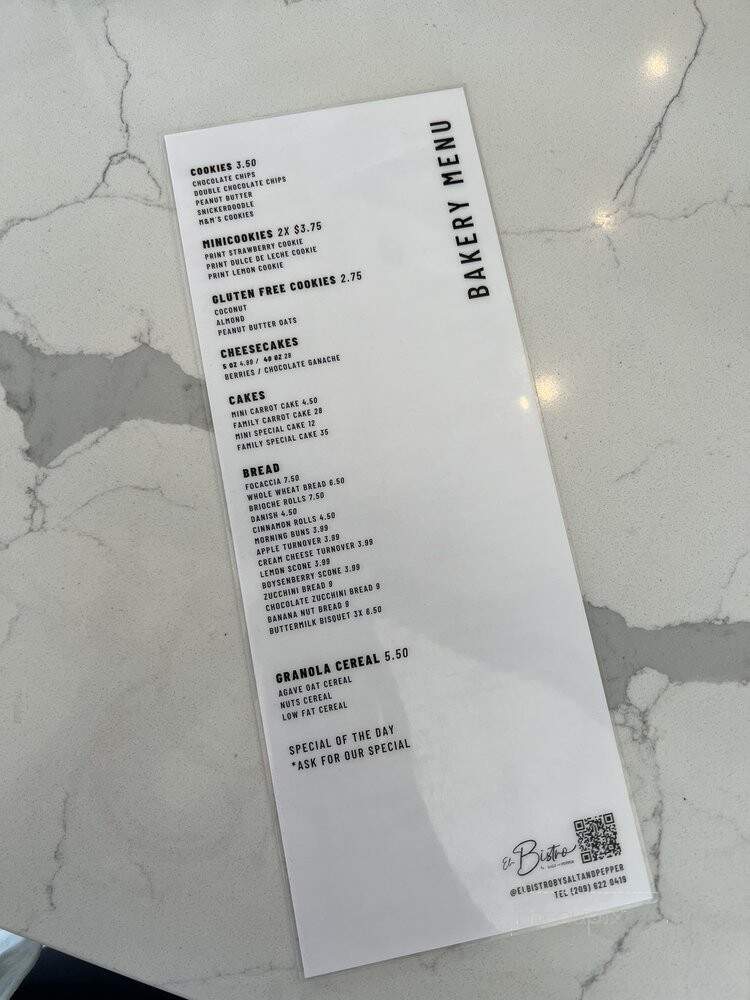 BAKERY MENU
COOKIES 3.50
CHOCOLATE CHIPS
DOUBLE CHOCOLATE CHIPS
PEANUT BUTTER
SNICKERDOODLE
M&M'S COOKIES
MINICOOKIES 2X $3.75
PRINT STRAWBERRY COOKIE
PRINT DULCE DE LECHE COOKIE
PRINT LEMON COOKIE
GLUTEN FREE COOKIES 2.75
COCONUT
ALMOND
PEANUT BUTTER OATS
CHEESECAKES
5 OZ 4.99 / 40 OZ 29
BERRIES / CHOCOLATE GANACHE
CAKES
MINI CARROT CAKE 4.50
FAMILY CARROT CAKE 28
MINI SPECIAL CAKE 12
FAMILY SPECIAL CAKE 35
BREAD
FOCACCIA 7.50
WHOLE WHEAT BREAD 6.50
BRIOCHE ROLLS 7.50
DANISH 4.50
CINNAMON ROLLS 4.50
MORNING BUNS 3.99
APPLE TURNOVER 3.99
CREAM CHEESE TURNOVER 3.99
LEMON SCONE 3.99
BOYSENBERRY SCONE 3.99
ZUCCHINI BREAD 9
CHOCOLATE ZUCCHINI BREAD 9
BANANA NUT BREAD 9
BUTTERMILK BISQUET 3X 6.50
GRANOLA CEREAL 5.50
AGAVE OAT CEREAL
NUTS CEREAL
LOW FAT CEREAL
SPECIAL OF THE DAY
*ASK FOR OUR SPECIAL
El Bistro
@ELBISTROBYSALTANDPEPPER
TEL (209) 622 0419